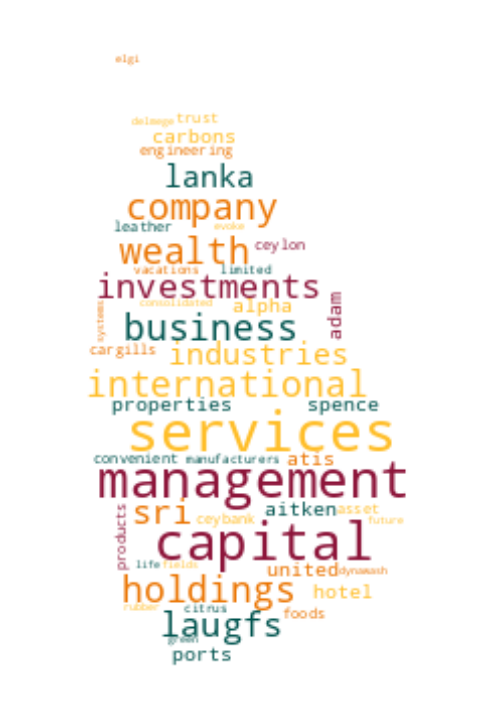 elgi
delmege trust
carbons
engineering
lanka
company
leather evoke
wealth ceylon
vacations limited
investments
consolidated alpha adam
systems
business
cargills industries
international
properties spence
services
convenient manufacturers atis
management
sri aitken asset
ceybank future
products
capital
life fields united dynawash
holdings hotel
rubber citrus foods
laugfs
green
ports